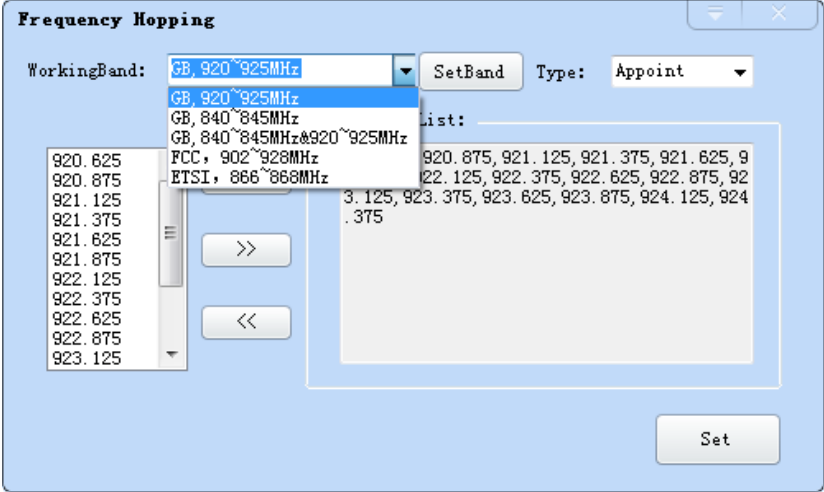 Frequency Hopping
WorkingBand: GB, 920~925MHz SetBand Type: Appoint
GB, 920~925MHz
GB, 840~845MHz
GB, 840~845MHz&920~925MHz
FCC, 902~928MHz
ETSI, 866~868MHz
List:
920.625
920.875
921.125
921.375
921.625
921.875
922.125
922.375
922.625
922.875
923.125
>>
<<
920.875, 921.125, 921.375, 921.625, 9
22.125, 922.375, 922.625, 922.875, 92
3.125, 923.375, 923.625, 923.875, 924.125, 924
.375
Set